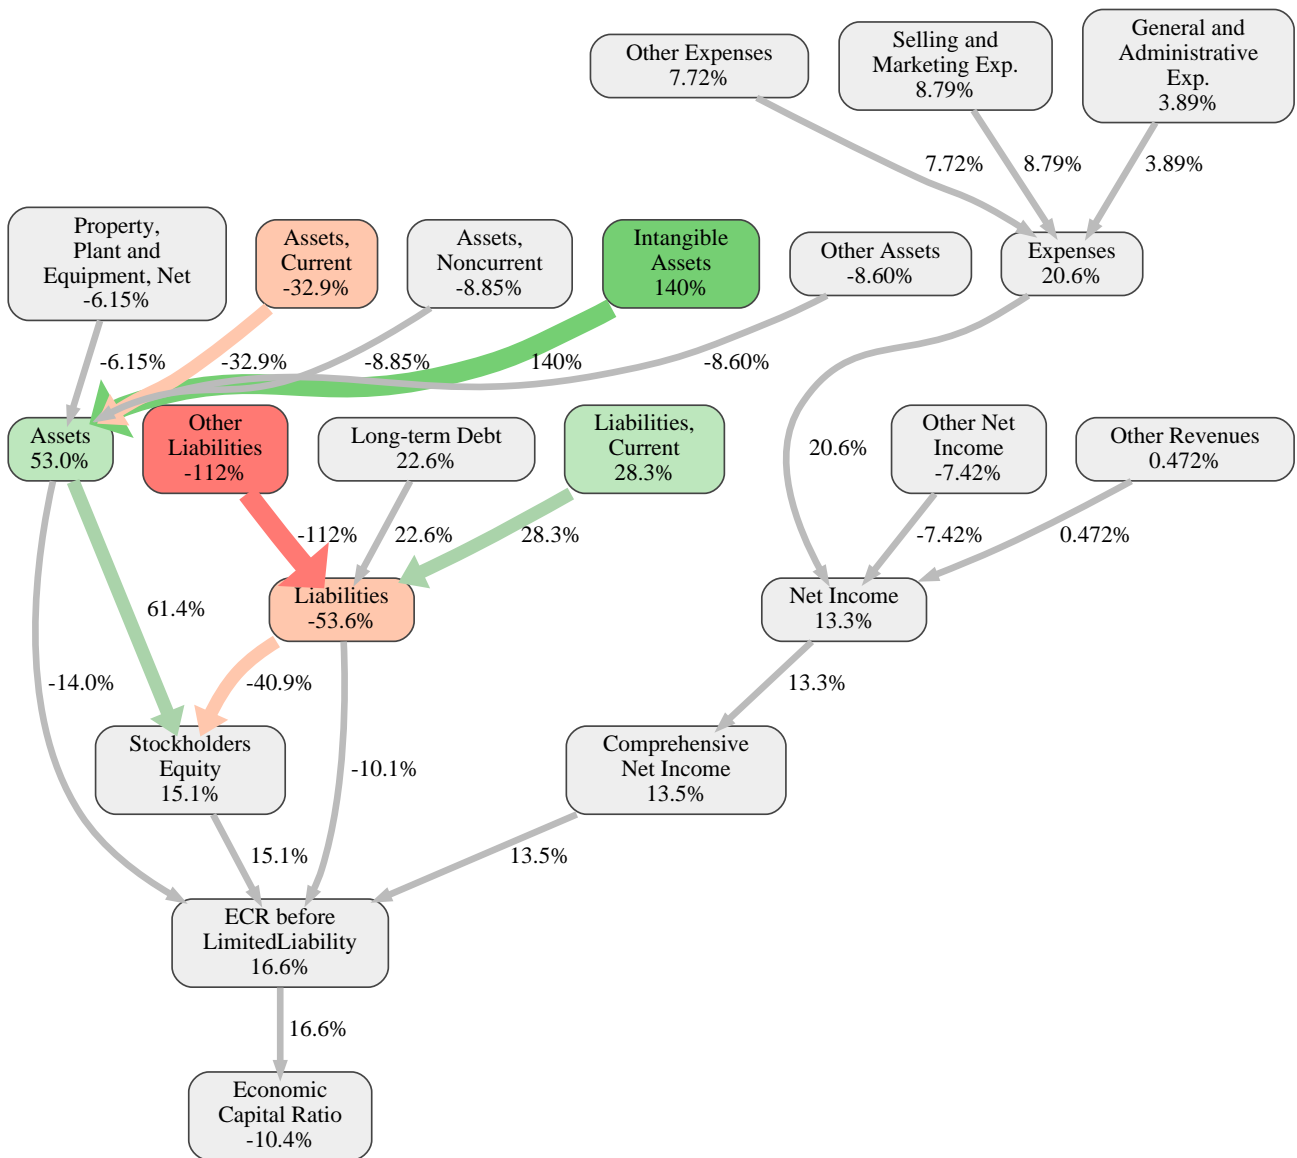 Other Expenses
7.72%
Selling and
Marketing Exp.
8.79%
General and
Administrative
Exp.
3.89%
7.72%
8.79%
3.89%
Property,
Plant and
Equipment, Net
-6.15%
Assets,
Current
-32.9%
Assets,
Noncurrent
-8.85%
Intangible
Assets
140%
Other Assets
-8.60%
Expenses
20.6%
-6.15%
-32.9%
-8.85%
140%
-8.60%
Assets
53.0%
Other
Liabilities
-112%
Long-term Debt
22.6%
Liabilities,
Current
28.3%
20.6%
Other Net
Income
-7.42%
Other Revenues
0.472%
-112%
22.6%
28.3%
-7.42%
0.472%
61.4%
Liabilities
-53.6%
Net Income
13.3%
-14.0%
-40.9%
13.3%
Stockholders
Equity
15.1%
-10.1%
Comprehensive
Net Income
13.5%
15.1%
13.5%
ECR before
LimitedLiability
16.6%
16.6%
Economic
Capital Ratio
-10.4%